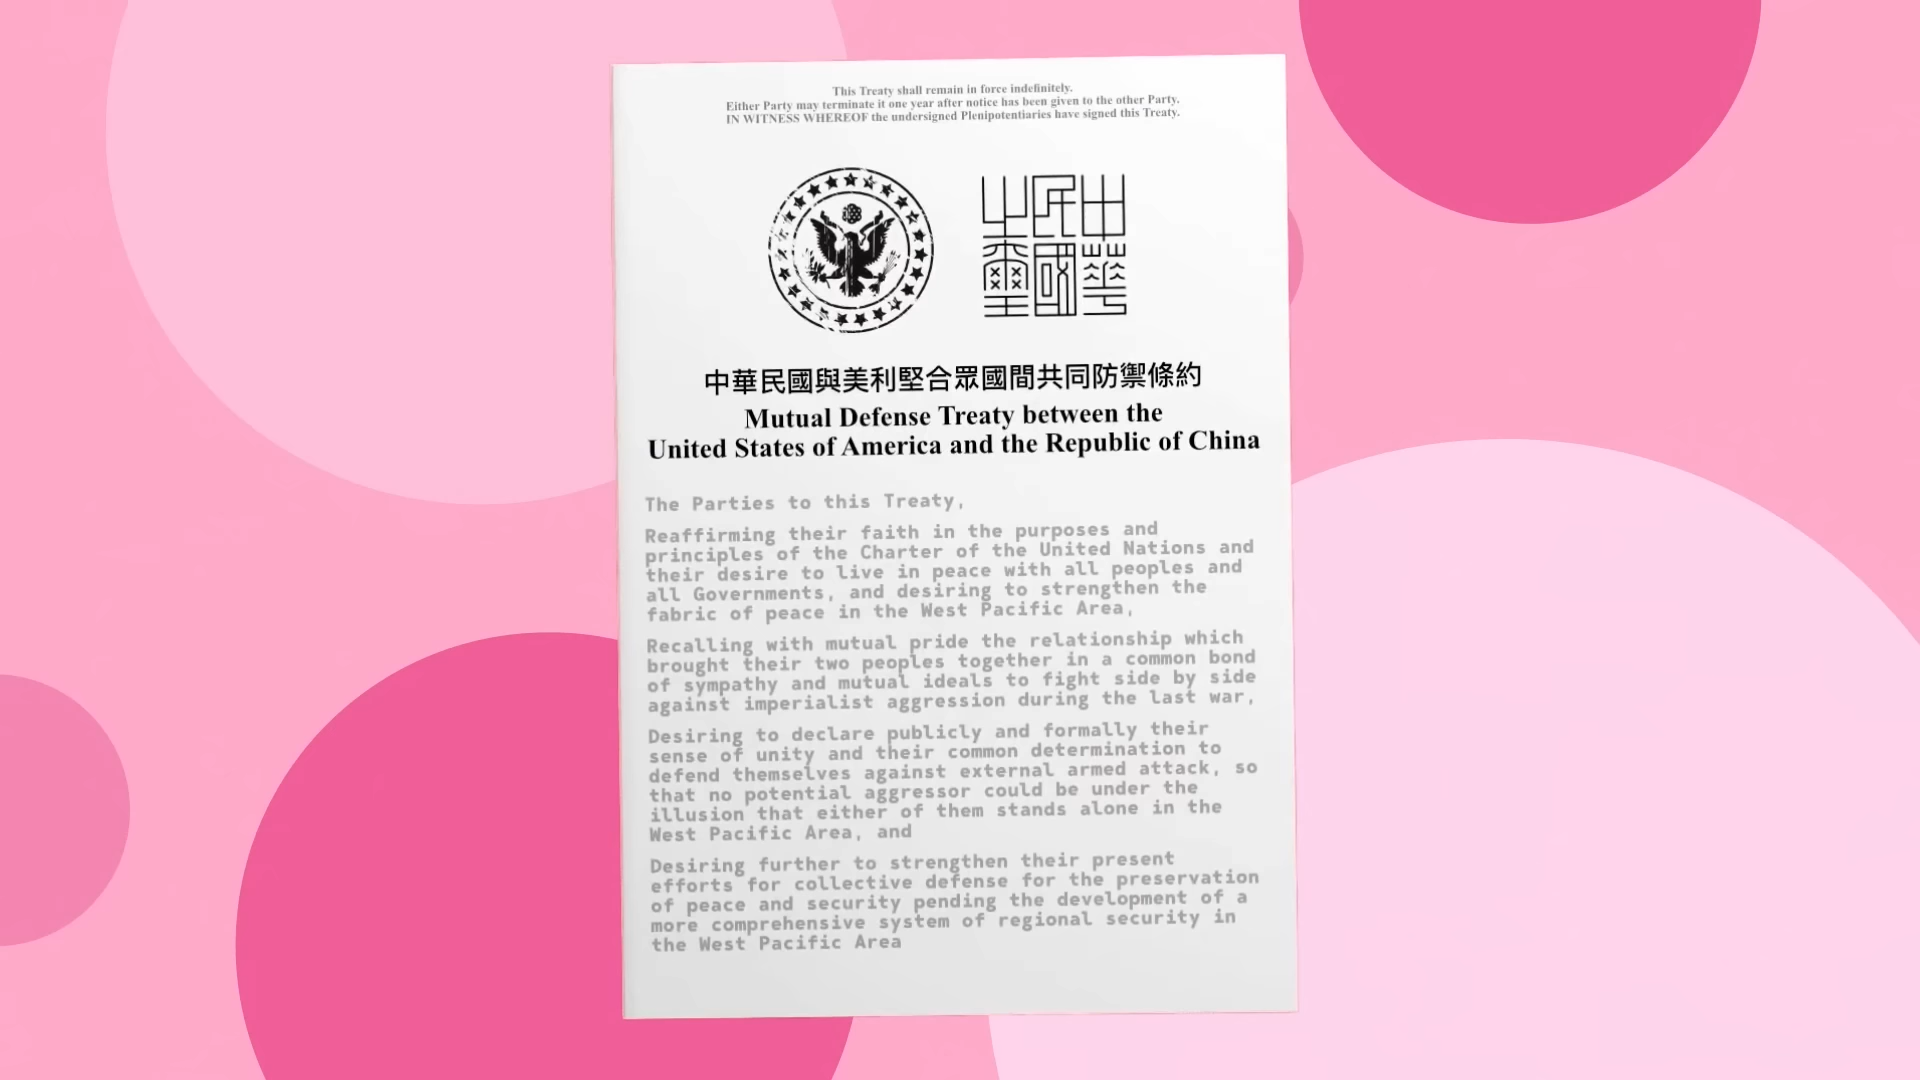 This Treaty shall remain in force indefinitely.
Either Party may terminate it one year after notice has been given to the other Party.
IN WITNESS WHEREOF the undersigned Plenipotentiaries have signed this Treaty.
中華民國之璽
中華民國與美利堅合眾國間共同防禦條約
Mutual Defense Treaty between the
United States of America and the Republic of China
The Parties to this Treaty,
Reaffirming their faith in the purposes and
principles of the Charter of the United Nations and
their desire to live in peace with all peoples and
all Governments, and desiring to strengthen the
fabric of peace in the West Pacific Area,
Recalling with mutual pride the relationship which
brought their two peoples together in a common bond
of sympathy and mutual ideals to fight side by side
against imperialist aggression during the last war,
Desiring to declare publicly and formally their
sense of unity and their common determination to
defend themselves against external armed attack, so
that no potential aggressor could be under the
illusion that either of them stands alone in the
West Pacific Area, and
Desiring further to strengthen their present
efforts for collective defense for the preservation
of peace and security pending the development of a
more comprehensive system of regional security in
the West Pacific Area